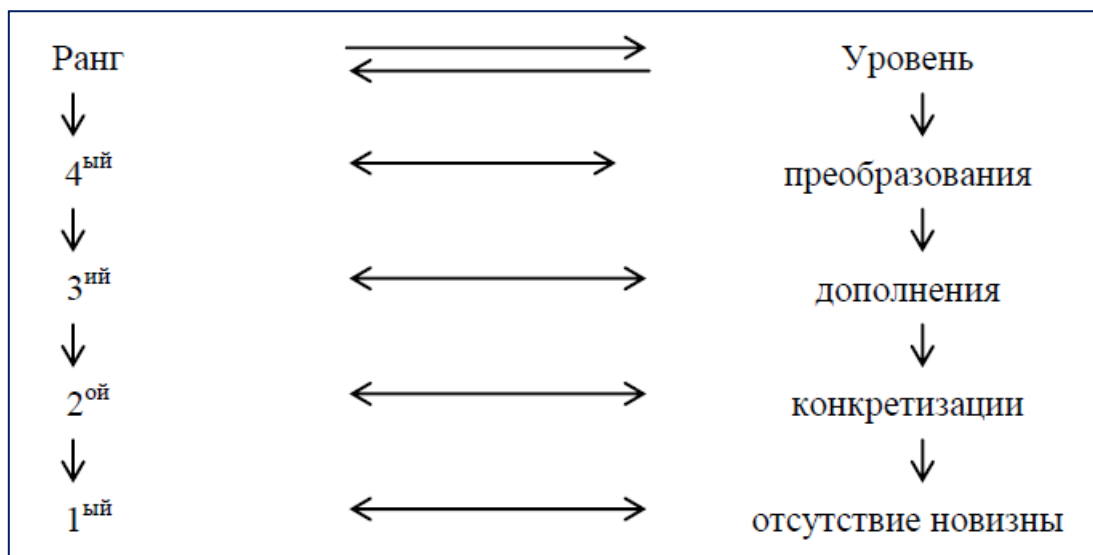 Ранг Уровень
4ый преобразования
3ий дополнения
2ой конкретизации
1ый отсутствие новизны